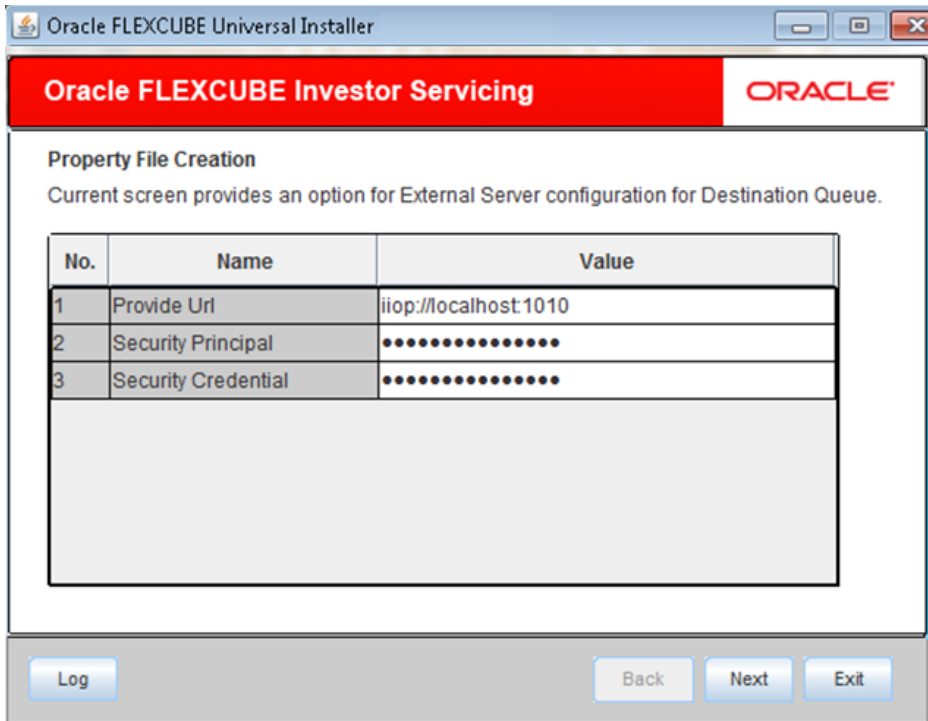 Oracle FLEXCUBE Universal Installer
Oracle FLEXCUBE Investor Servicing
ORACLE
Property File Creation
Current screen provides an option for External Server configuration for Destination Queue.
No. Name Value
1 Provide Url iiop://localhost:1010
2 Security Principal •••••••••••••••
3 Security Credential •••••••••••••••
Log Back Next Exit